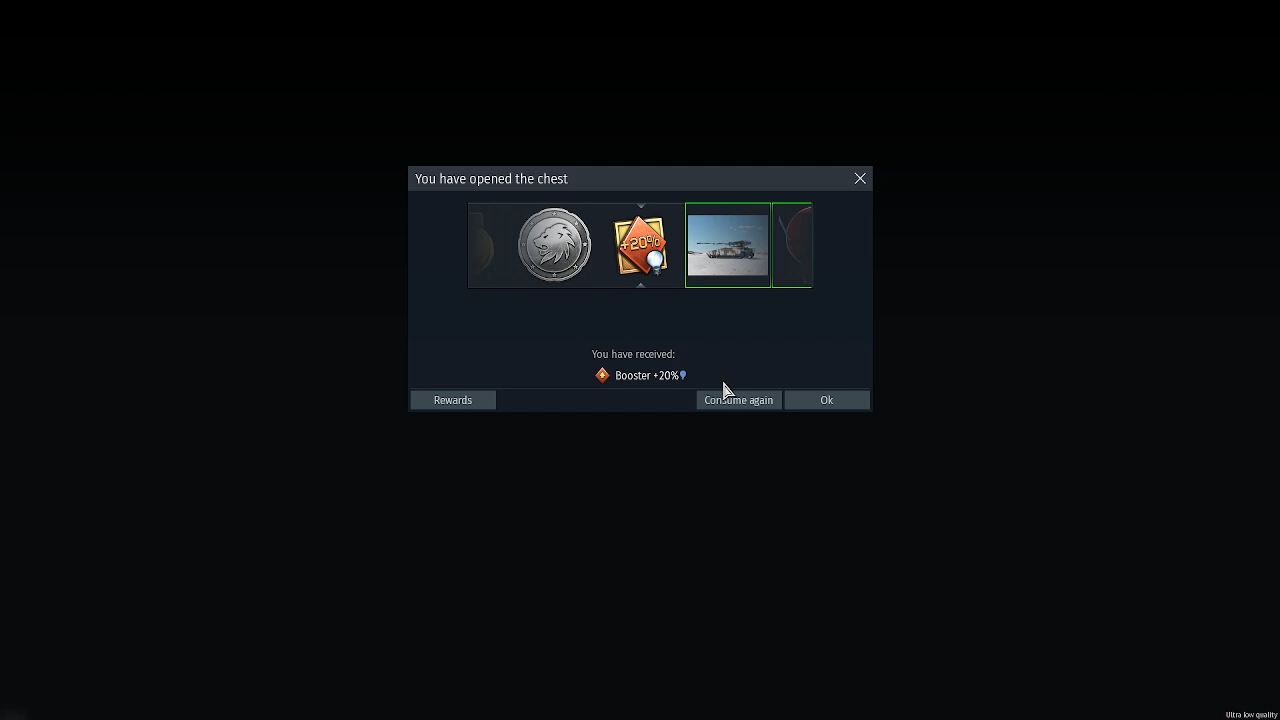 You have opened the chest
+20%
You have received:
Booster +20%
Rewards
Consume again
Ok
Ultra low quality